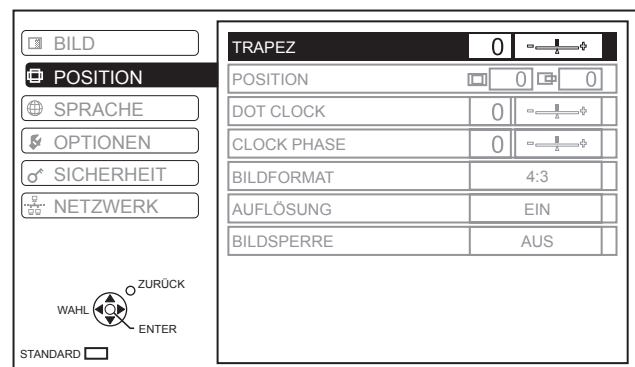 BILD
POSITION
SPRACHE
OPTIONEN
SICHERHEIT
NETZWERK
ZURÜCK
WAHL
ENTER
STANDARD
TRAPEZ 0
POSITION 0 0
DOT CLOCK 0
CLOCK PHASE 0
BILDFORMAT 4:3
AUFLÖSUNG EIN
BILDSPERRE AUS